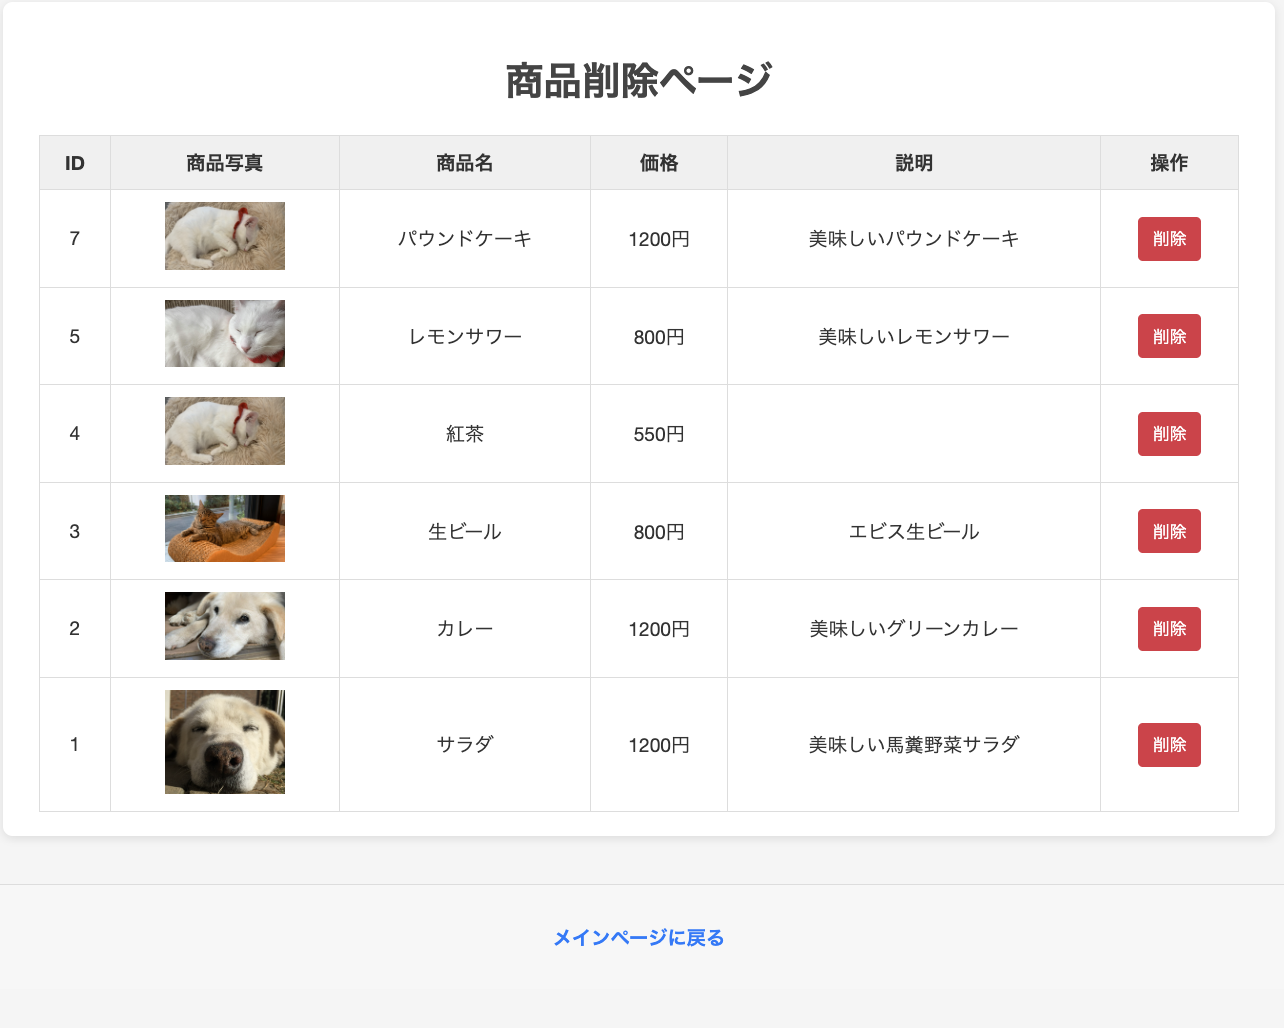 商品削除ページ
ID 商品写真 商品名 価格 説明 操作
7 パウンドケーキ 1200円 美味しいパウンドケーキ 削除
5 レモンサワー 800円 美味しいレモンサワー 削除
4 紅茶 550円 削除
3 生ビール 800円 エビス生ビール 削除
2 カレー 1200円 美味しいグリーンカレー 削除
1 サラダ 1200円 美味しい馬糞野菜サラダ 削除
メインページに戻る